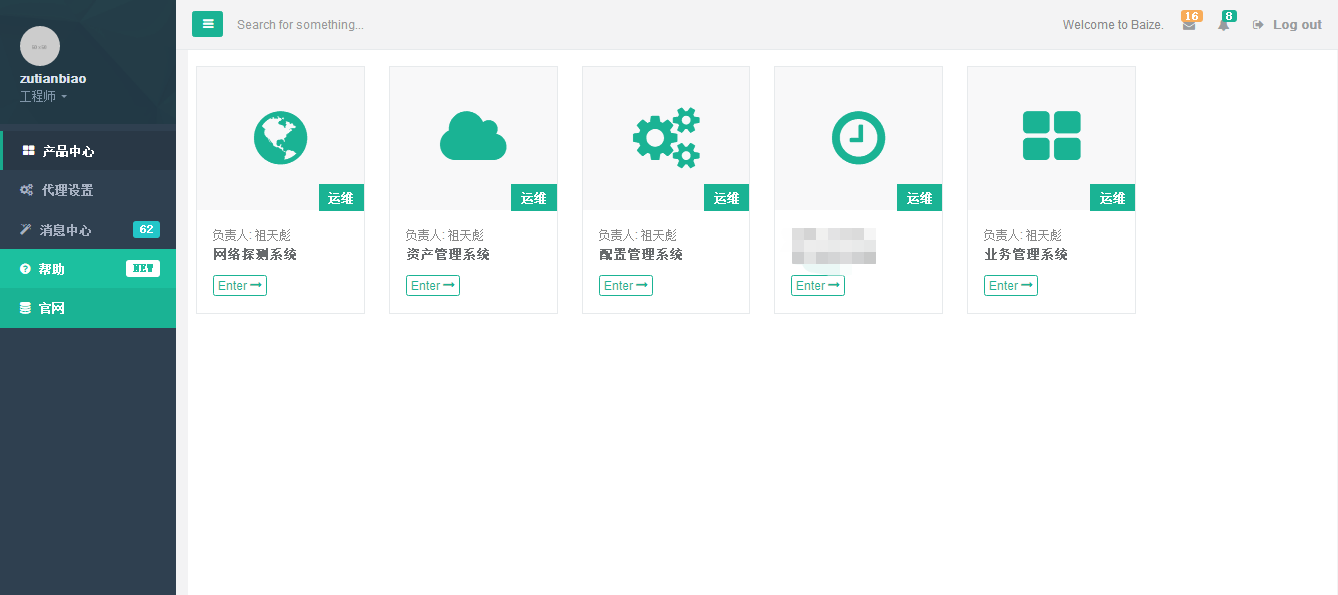 Search for something...
Welcome to Baize.
16
8
Log out
zutianbiao
工程师
产品中心
代理设置
消息中心 62
帮助 NEW
官网
运维
负责人: 祖天彪
网络探测系统
Enter
运维
负责人: 祖天彪
资产管理系统
Enter
运维
负责人: 祖天彪
配置管理系统
Enter
运维
Enter
运维
负责人: 祖天彪
业务管理系统
Enter